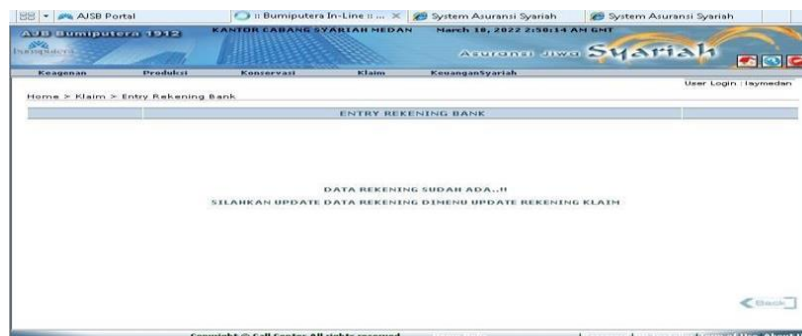 AJSB Portal :: Bumiputera In-Line :: ... System Asuransi Syariah System Asuransi Syariah
AJB Bumiputera 1912 KANTOR CABANG SYARIAH MEDAN March 18, 2022 2:58:14 AM GMT
Bumiputera Asuransi Jiwa Syariah
Keagenan Produksi Konservasi Klaim KeuanganSyariah
User Login : laymedan
Home > Klaim > Entry Rekening Bank
ENTRY REKENING BANK
DATA REKENING SUDAH ADA..!!
SILAHKAN UPDATE DATA REKENING DIMENU UPDATE REKENING KLAIM
Back
Copyright © Call Center All rights reserved